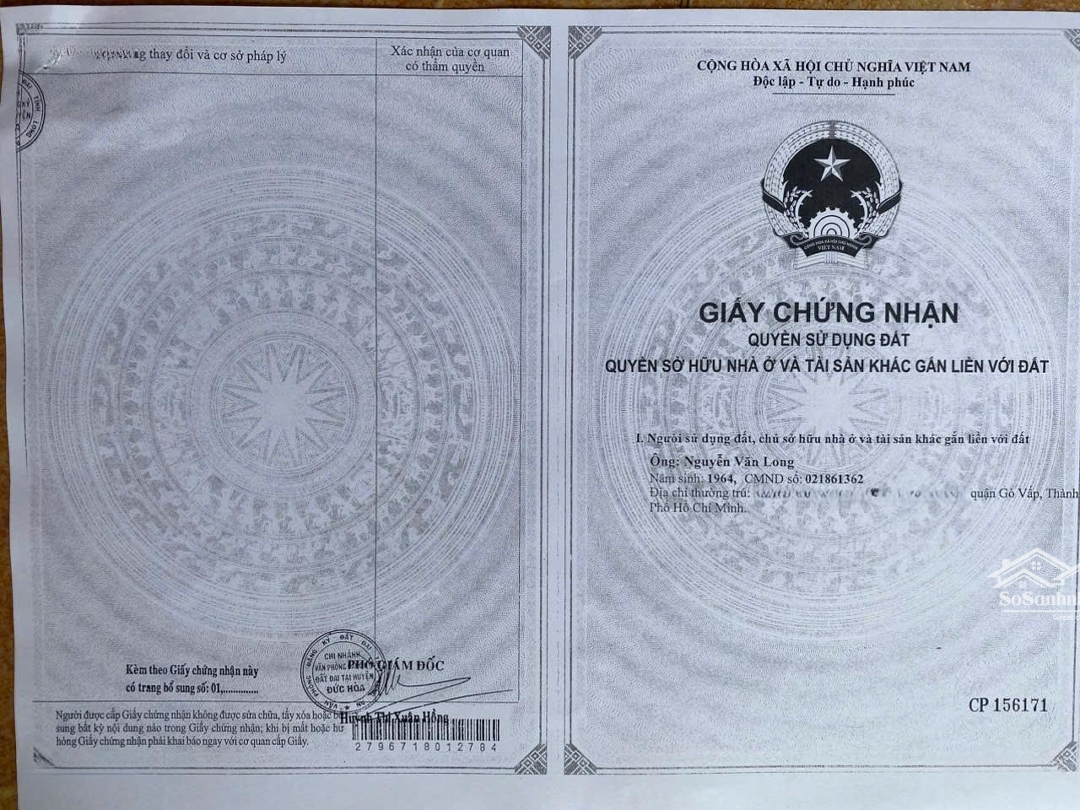 thay đổi và cơ sở pháp lý
Xác nhận của cơ quan
có thẩm quyền
Kèm theo Giấy chứng nhận này
có trang bổ sung số: 01,..............
CHI NHÁNH
VĂN PHÒNG
ĐẤT ĐAI TẠI HUYỆN
ĐỨC HÒA
PHÓ GIÁM ĐỐC
Huỳnh Thị Xuân Hồng
Người được cấp Giấy chứng nhận không được sửa chữa, tẩy xóa hoặc
sung bất kỳ nội dung nào trong Giấy chứng nhận; khi bị mất hoặc hư
hỏng Giấy chứng nhận phải khai báo ngay với cơ quan cấp Giấy.
2796718012784
CỘNG HÒA XÃ HỘI CHỦ NGHĨA VIỆT NAM
Độc lập - Tự do - Hạnh phúc
VIỆT NAM
GIẤY CHỨNG NHẬN
QUYỀN SỬ DỤNG ĐẤT
QUYỀN SỞ HỮU NHÀ Ở VÀ TÀI SẢN KHÁC GẮN LIỀN VỚI ĐẤT
I. Người sử dụng đất, chủ sở hữu nhà ở và tài sản khác gắn liền với đất
Ông: Nguyễn Văn Long
Năm sinh: 1964, CMND số: 021861362
Địa chỉ thường trú: quận Gò Vấp, Thành
Phố Hồ Chí Minh.
SoSanhn
CP 156171